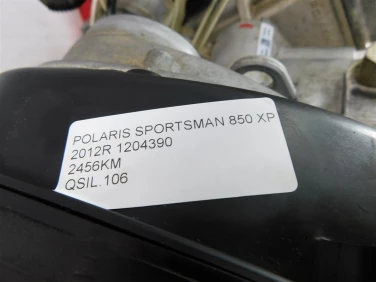 POLARIS SPORTSMAN 850 XP
2012R 1204390
2456KM
QSIL.106